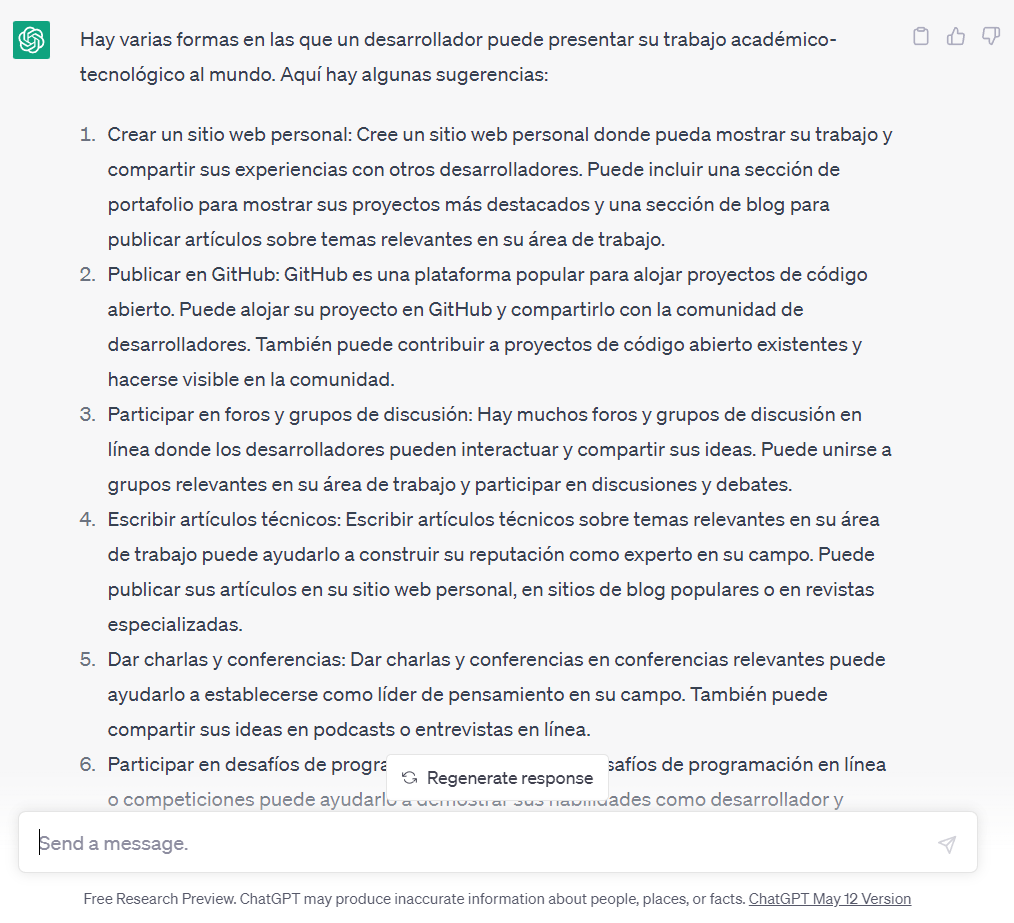 Hay varias formas en las que un desarrollador puede presentar su trabajo académico-
tecnológico al mundo. Aquí hay algunas sugerencias:
1. Crear un sitio web personal: Cree un sitio web personal donde pueda mostrar su trabajo y
compartir sus experiencias con otros desarrolladores. Puede incluir una sección de
portafolio para mostrar sus proyectos más destacados y una sección de blog para
publicar artículos sobre temas relevantes en su área de trabajo.
2. Publicar en GitHub: GitHub es una plataforma popular para alojar proyectos de código
abierto. Puede alojar su proyecto en GitHub y compartirlo con la comunidad de
desarrolladores. También puede contribuir a proyectos de código abierto existentes y
hacerse visible en la comunidad.
3. Participar en foros y grupos de discusión: Hay muchos foros y grupos de discusión en
línea donde los desarrolladores pueden interactuar y compartir sus ideas. Puede unirse a
grupos relevantes en su área de trabajo y participar en discusiones y debates.
4. Escribir artículos técnicos: Escribir artículos técnicos sobre temas relevantes en su área
de trabajo puede ayudarlo a construir su reputación como experto en su campo. Puede
publicar sus artículos en su sitio web personal, en sitios de blog populares o en revistas
especializadas.
5. Dar charlas y conferencias: Dar charlas y conferencias en conferencias relevantes puede
ayudarlo a establecerse como líder de pensamiento en su campo. También puede
compartir sus ideas en podcasts o entrevistas en línea.
6. Participar en desafíos de progra safíos de programación en línea
Regenerate response
o competiciones puede ayudarlo a demostrar sus habilidades como desarrollador y
Send a message.
Free Research Preview. ChatGPT may produce inaccurate information about people, places, or facts. ChatGPT May 12 Version